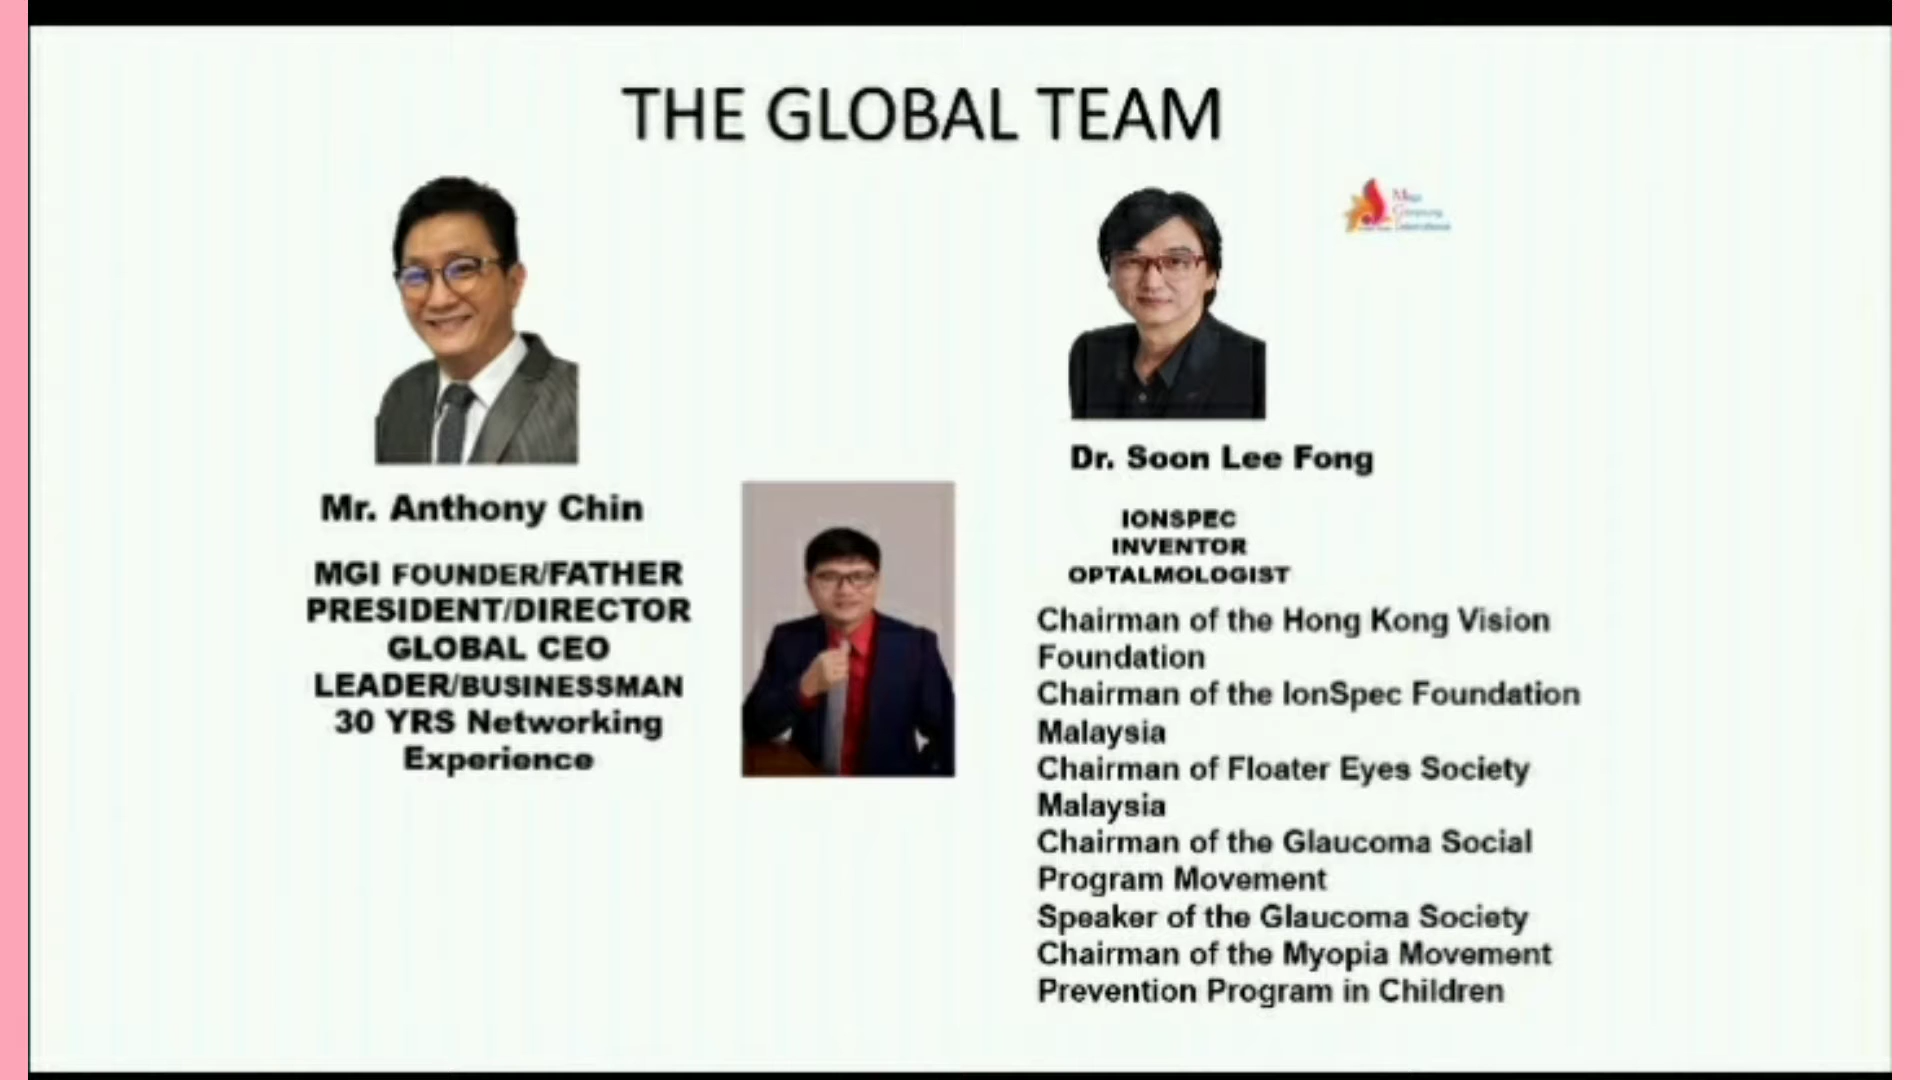 THE GLOBAL TEAM
Mr. Anthony Chin
MGI FOUNDER/FATHER
PRESIDENT/DIRECTOR
GLOBAL CEO
LEADER/BUSINESSMAN
30 YRS Networking
Experience
Dr. Soon Lee Fong
IONSPEC
INVENTOR
OPTALMOLOGIST
Chairman of the Hong Kong Vision
Foundation
Chairman of the IonSpec Foundation
Malaysia
Chairman of Floater Eyes Society
Malaysia
Chairman of the Glaucoma Social
Program Movement
Speaker of the Glaucoma Society
Chairman of the Myopia Movement
Prevention Program in Children